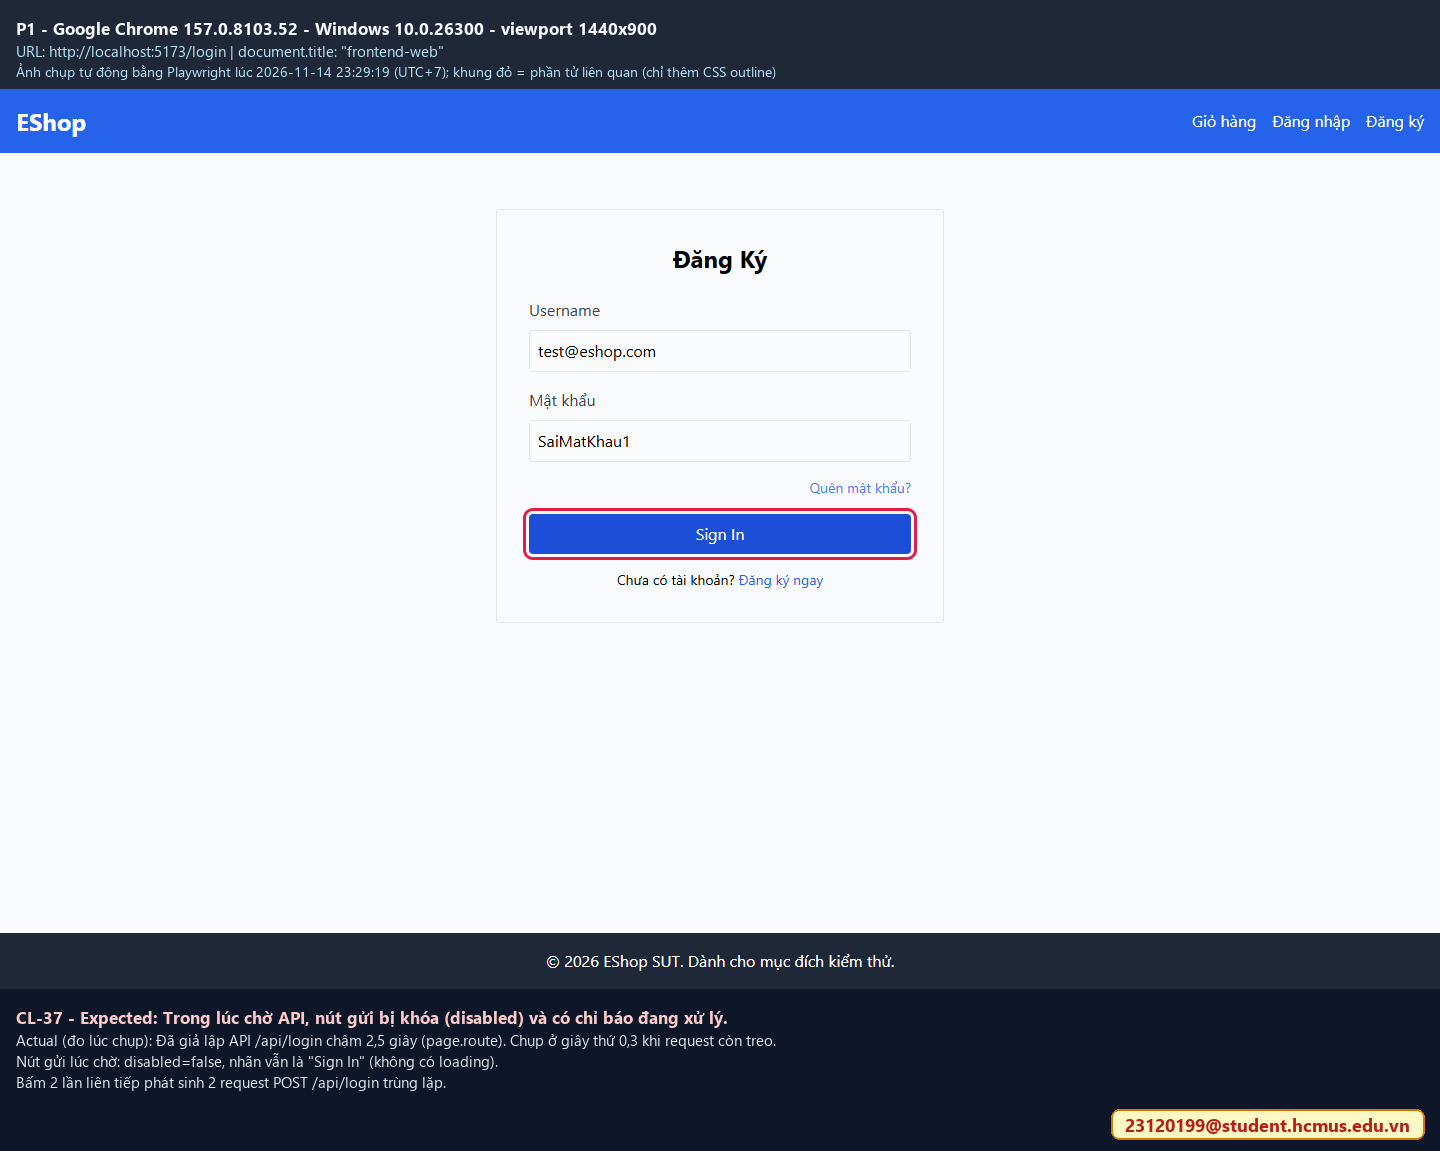 P1 - Google Chrome 157.0.8103.52 - Windows 10.0.26300 - viewport 1440x900
URL: http://localhost:5173/login | document.title: "frontend-web"
Ảnh chụp tự động bằng Playwright lúc 2026-11-14 23:29:19 (UTC+7); khung đỏ = phần tử liên quan (chỉ thêm CSS outline)
EShop
Giỏ hàng Đăng nhập Đăng ký
Đăng Ký
Username
test@eshop.com
Mật khẩu
SaiMatKhau1
Quên mật khẩu?
Sign In
Chưa có tài khoản? Đăng ký ngay
© 2026 EShop SUT. Dành cho mục đích kiểm thử.
CL-37 - Expected: Trong lúc chờ API, nút gửi bị khóa (disabled) và có chỉ báo đang xử lý.
Actual (đo lúc chụp): Đã giả lập API /api/login chậm 2,5 giây (page.route). Chụp ở giây thứ 0,3 khi request còn treo.
Nút gửi lúc chờ: disabled=false, nhãn vẫn là "Sign In" (không có loading).
Bấm 2 lần liên tiếp phát sinh 2 request POST /api/login trùng lặp.
23120199@student.hcmus.edu.vn